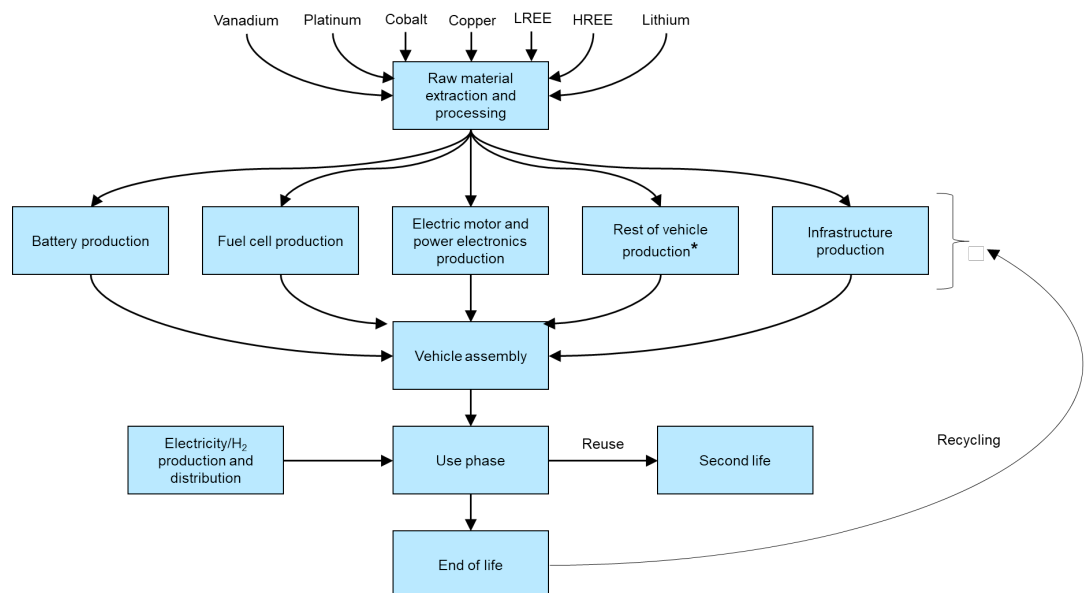 Vanadium Platinum Cobalt Copper LREE HREE Lithium
Raw material
extraction and
processing
Battery production
Fuel cell production
Electric motor and
power electronics
production
Rest of vehicle
production*
Infrastructure
production
Vehicle assembly
Electricity/H₂
production and
distribution
Use phase
Reuse
Second life
Recycling
End of life